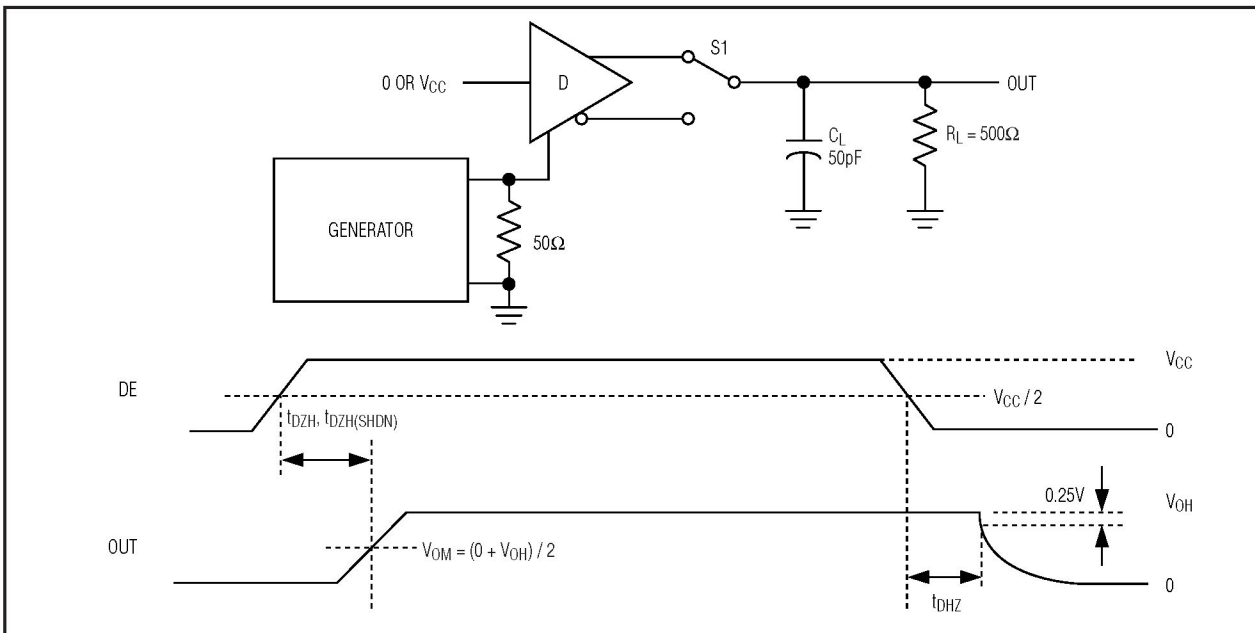 S1
0 OR VCC
D
OUT
CL
50pF
RL = 500Ω
GENERATOR
50Ω
VCC
DE
VCC / 2
tDZH, tDZH(SHDN)
0
0.25V
VOH
OUT
VOM = (0 + VOH) / 2
0
tDHZ